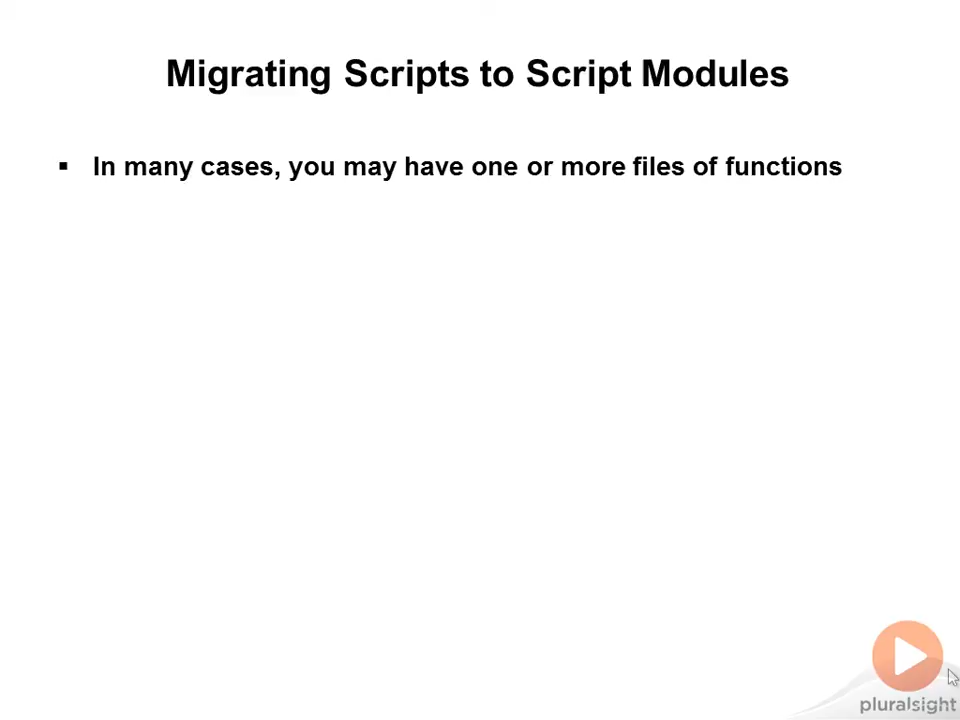 Migrating Scripts to Script Modules
▪ In many cases, you may have one or more files of functions
pluralsight